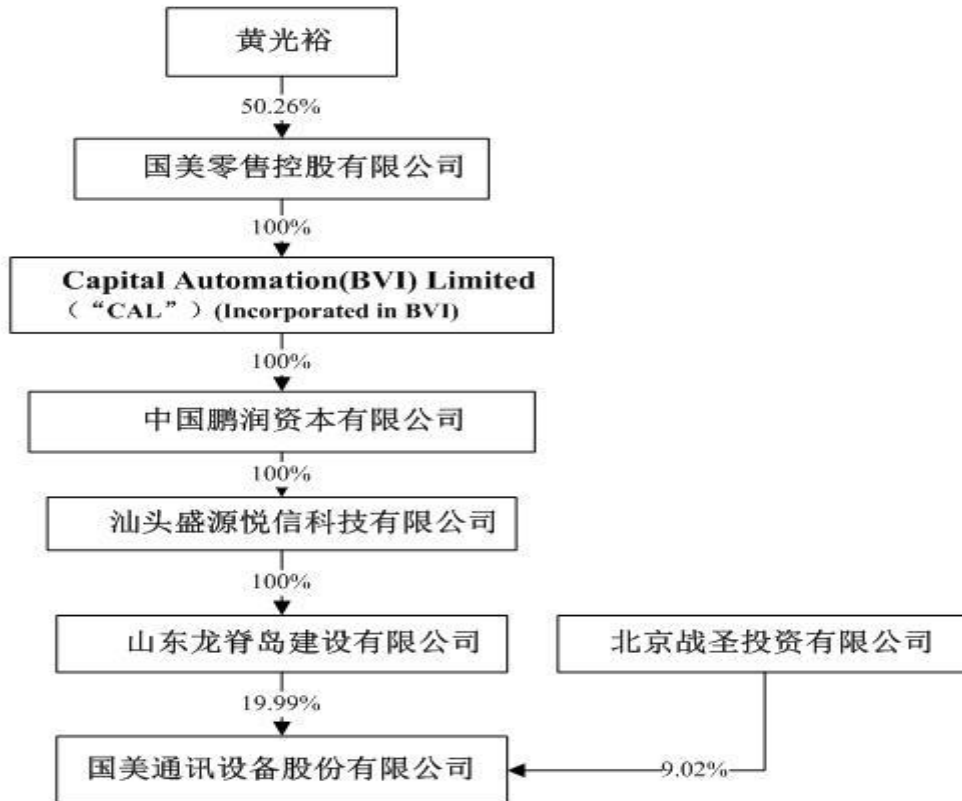 黄光裕
50.26%
国美零售控股有限公司
100%
Capital Automation(BVI) Limited
（“CAL”）(Incorporated in BVI)
100%
中国鹏润资本有限公司
100%
汕头盛源悦信科技有限公司
100%
山东龙脊岛建设有限公司
北京战圣投资有限公司
19.99%
国美通讯设备股份有限公司
9.02%